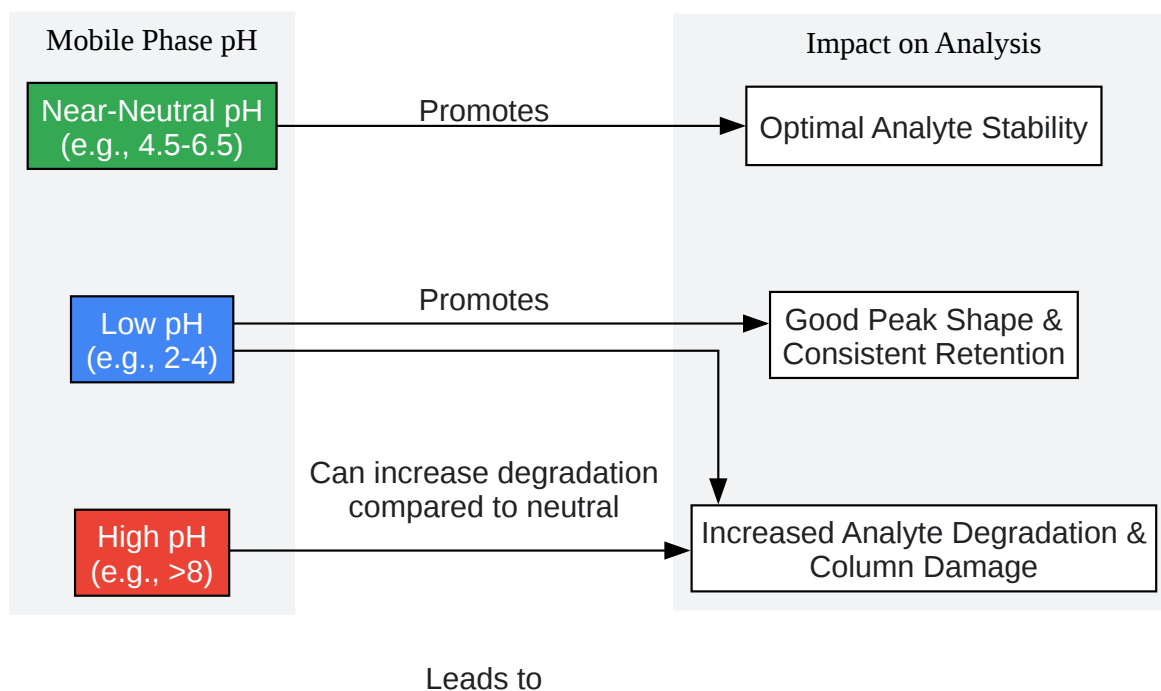 Mobile Phase pH
Impact on Analysis
Near-Neutral pH
(e.g., 4.5-6.5)
Promotes
Optimal Analyte Stability
Low pH
(e.g., 2-4)
Promotes
Good Peak Shape &
Consistent Retention
Can increase degradation
compared to neutral
High pH
(e.g., >8)
Increased Analyte Degradation &
Column Damage
Leads to